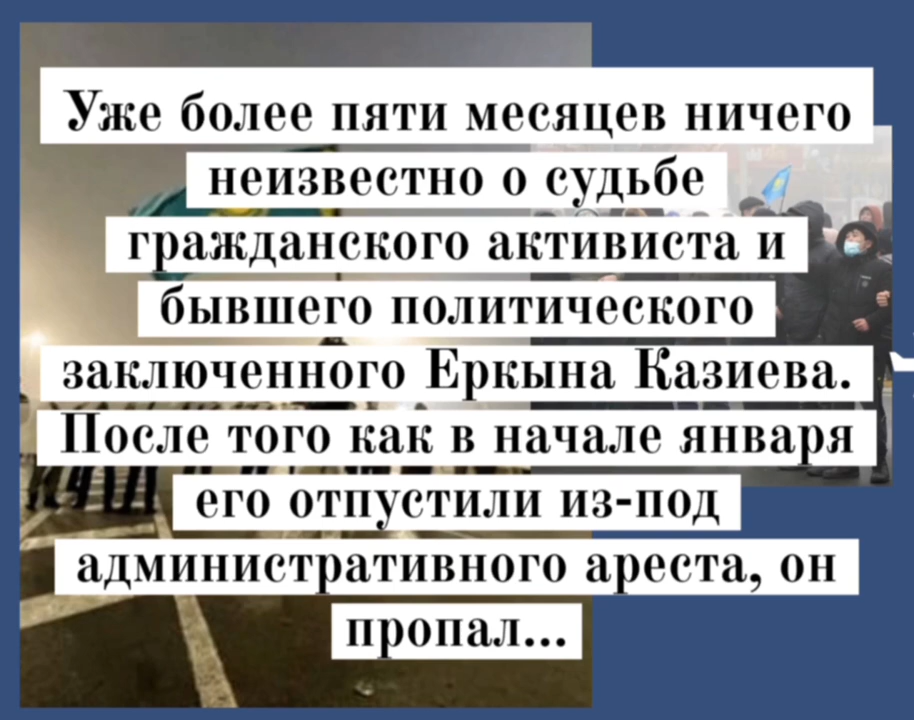 Уже более пяти месяцев ничего
неизвестно о судьбе
гражданского активиста и
бывшего политического
заключенного Еркына Казиева.
После того как в начале января
его отпустили из-под
административного ареста, он
пропал...